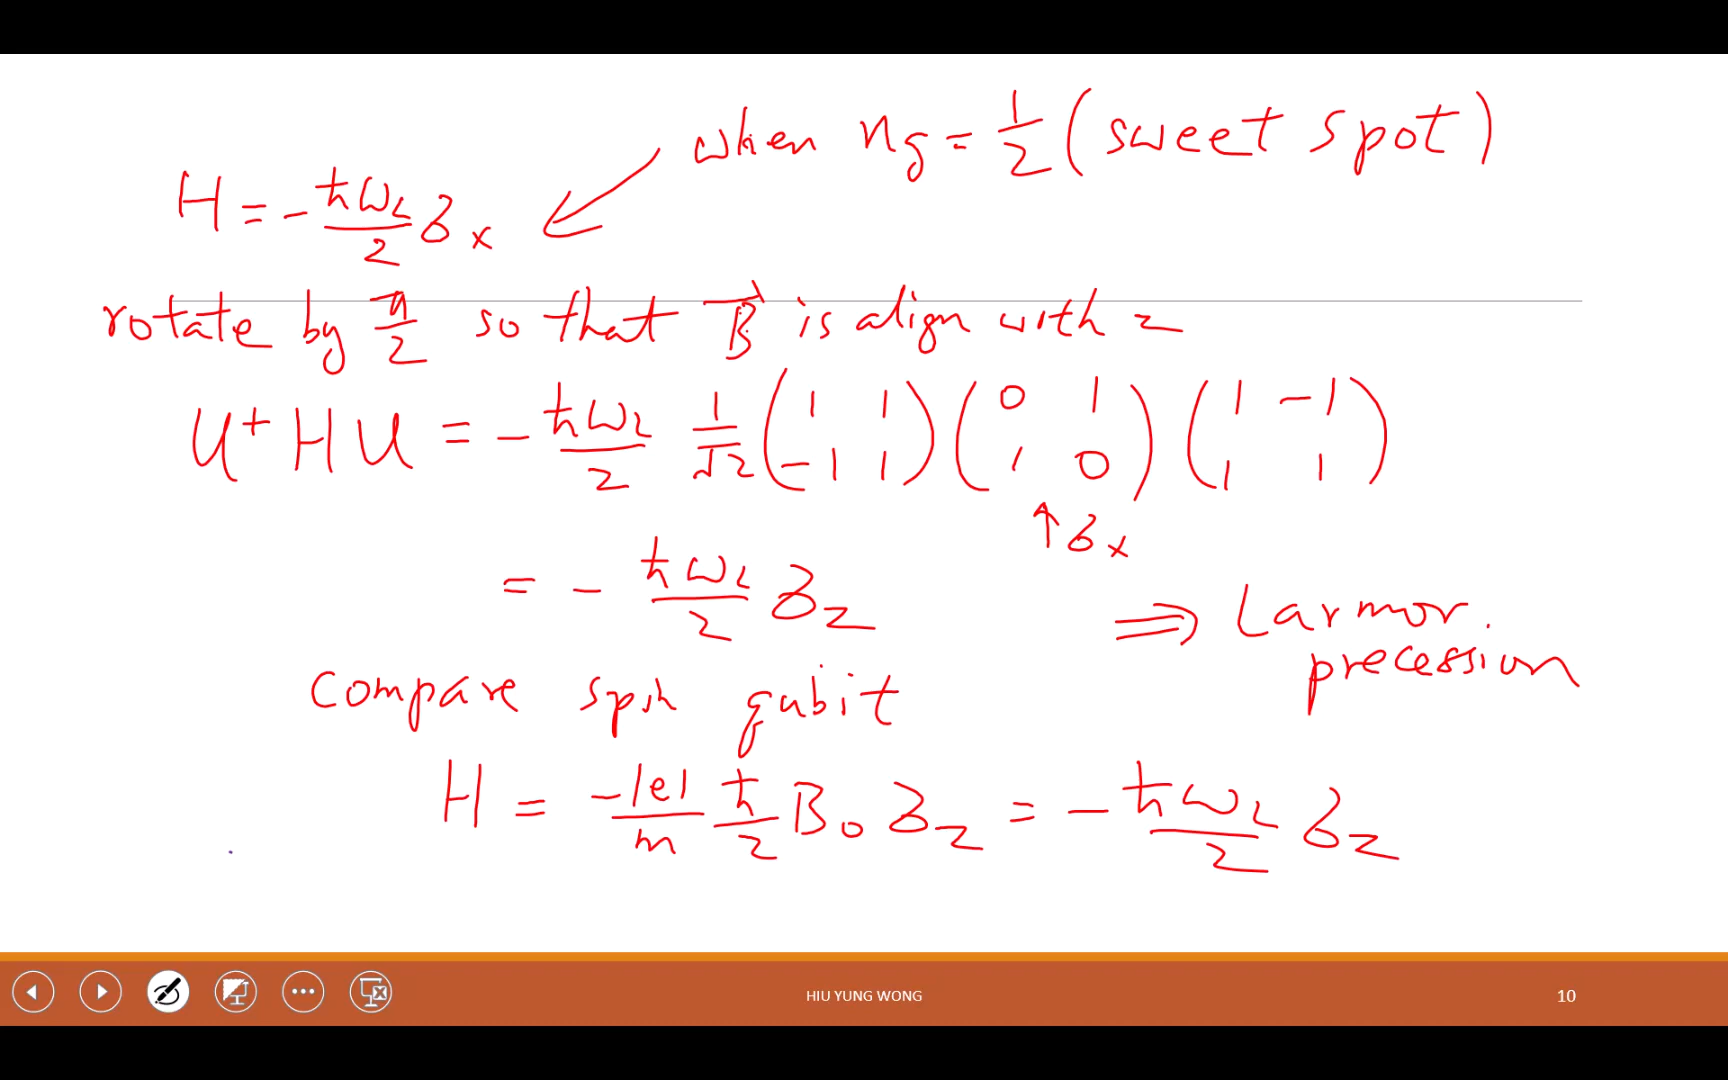 when n_g = 1/2 (sweet spot)
H = - ħω_L/2 σ_x
rotate by π/2 so that B⃗ is align with z
U⁺ H U = - ħω_L/2 1/√2 ( 1 1 ; -1 1 ) ( 0 1 ; 1 0 ) ( 1 -1 ; 1 1 )
↑ σ_x
= - ħω_L/2 σ_z
⇒ Larmor precession
compare spin qubit
H = -|e|/m ħ/2 B_0 σ_z = - ħω_L/2 σ_z
HIU YUNG WONG
10